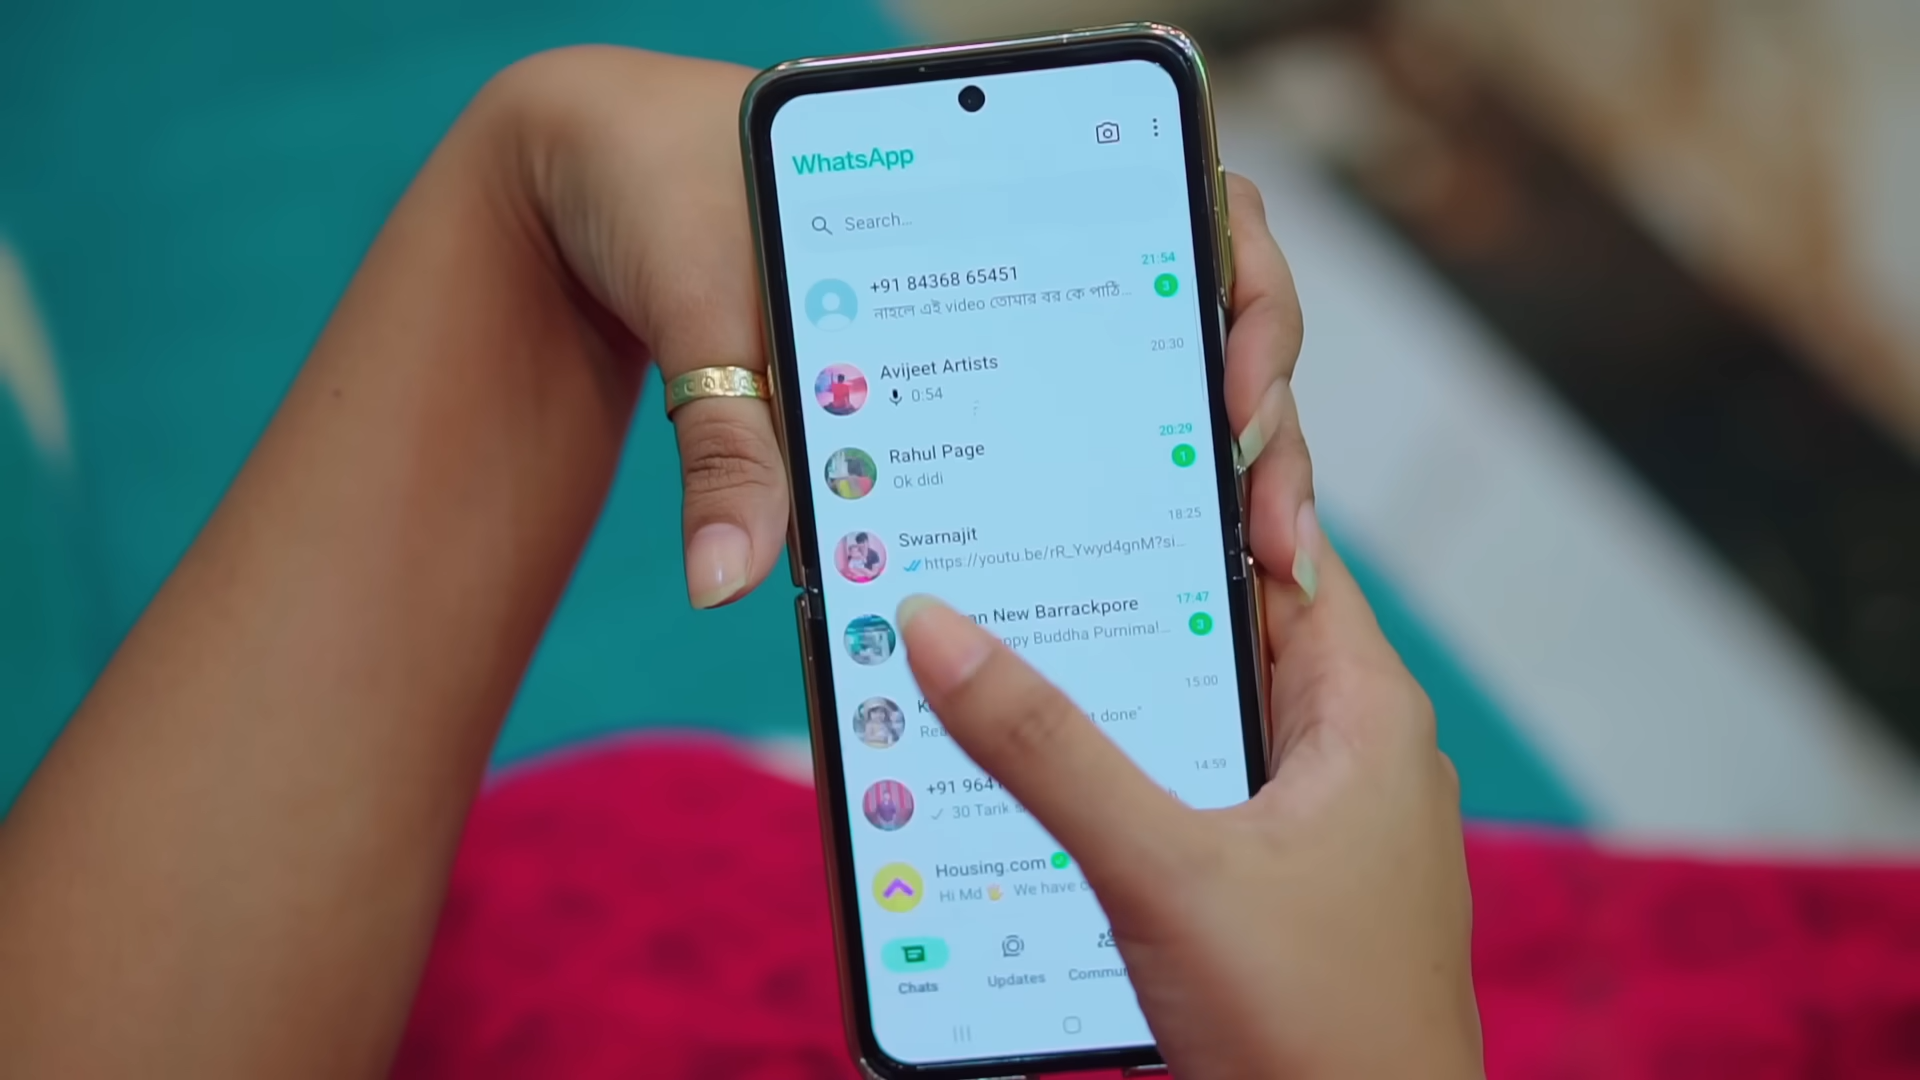 WhatsApp
Search...
+91 84368 65451 21:54
নাহলে এই video তোমার বর কে পাঠি... 3
Avijeet Artists 20:30
0:54
Rahul Page 20:29
Ok didi 1
Swarnajit 18:25
https://youtu.be/rR_Ywyd4gnM?si...
New Barrackpore 17:47
Buddha Purnima!... 3
15:00
done"
+91 964 14:59
30 Tarik
Housing.com
Hi Md We have
Chats Updates